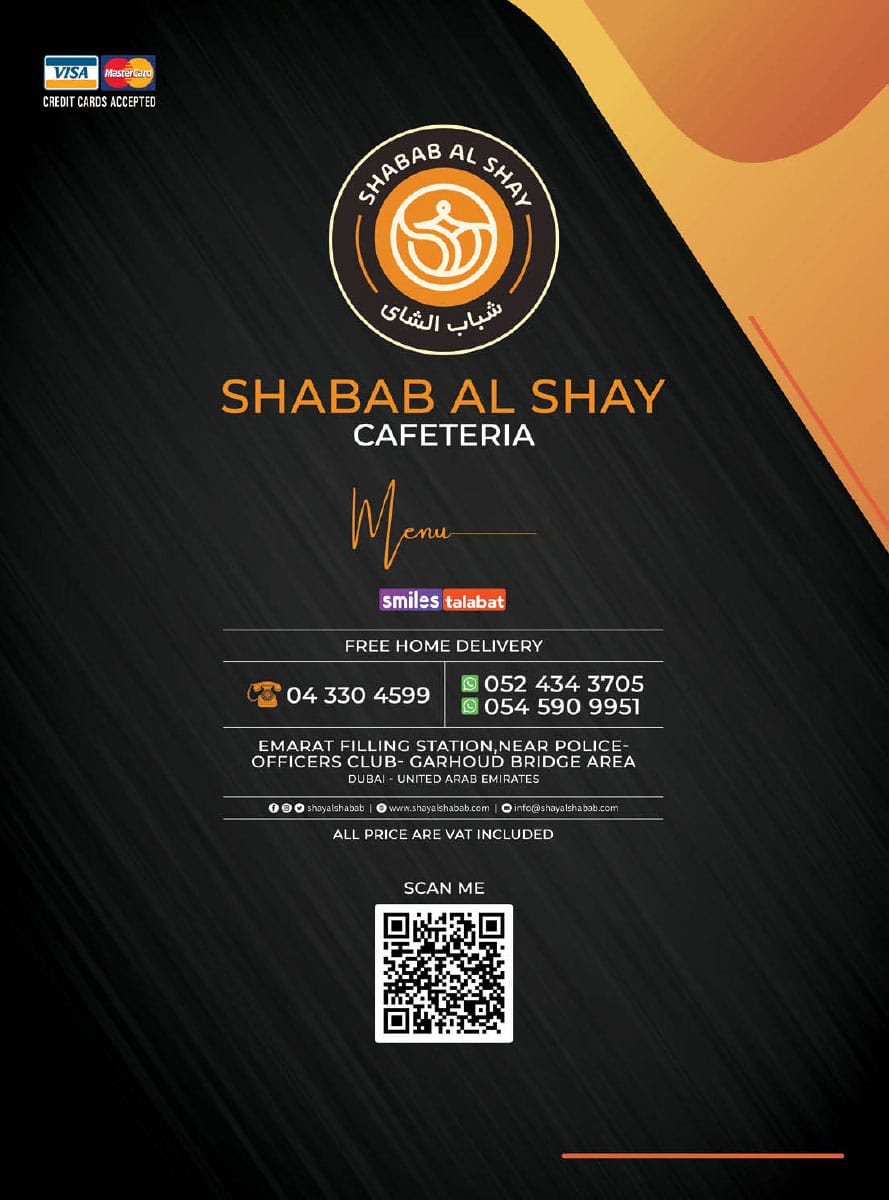 VISA MasterCard
CREDIT CARDS ACCEPTED
SHABAB AL SHAY
شباب الشاى
SHABAB AL SHAY
CAFETERIA
Menu
smiles talabat
FREE HOME DELIVERY
04 330 4599
052 434 3705
054 590 9951
EMARAT FILLING STATION,NEAR POLICE-
OFFICERS CLUB- GARHOUD BRIDGE AREA
DUBAI - UNITED ARAB EMIRATES
shayalshabab | www.shayalshabab.com | info@shayalshabab.com
ALL PRICE ARE VAT INCLUDED
SCAN ME